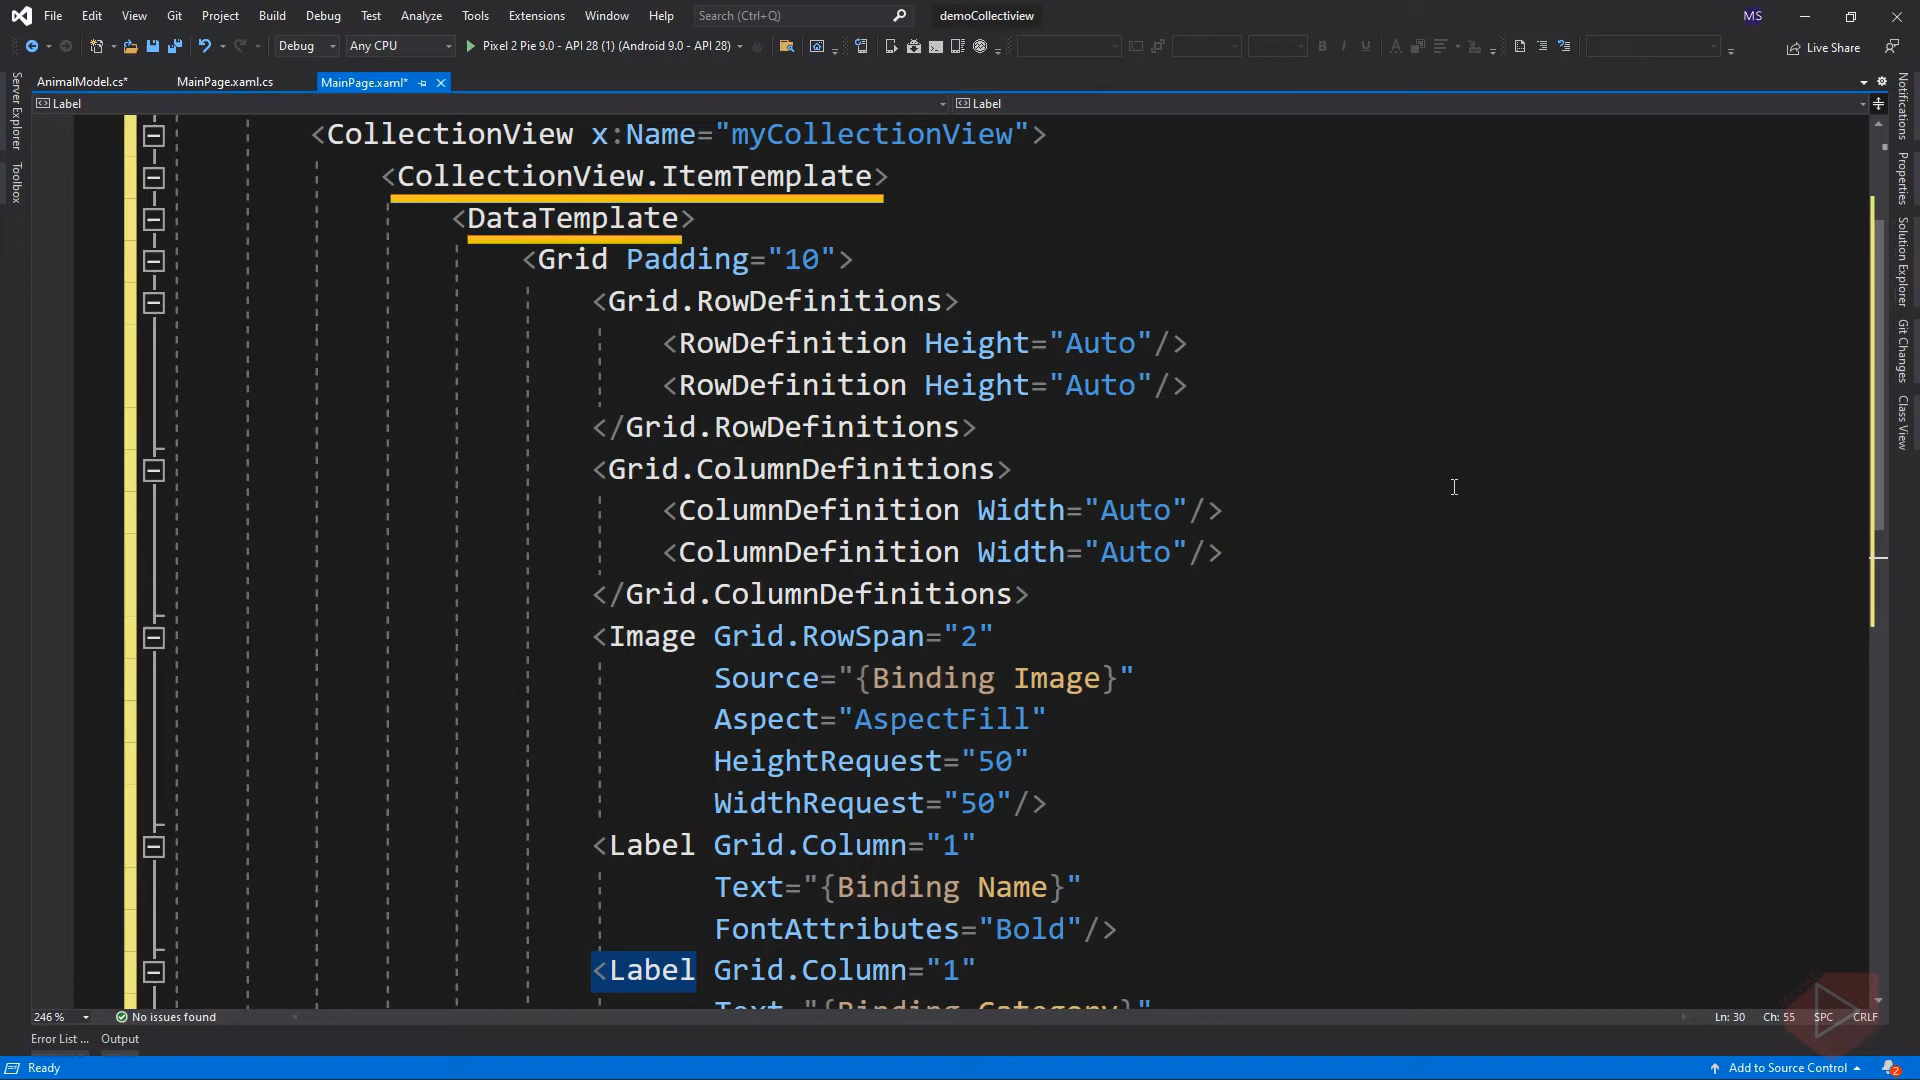 File Edit View Git Project Build Debug Test Analyze Tools Extensions Window Help Search (Ctrl+Q) demoCollectiview MS
Debug Any CPU Pixel 2 Pie 9.0 - API 28 (1) (Android 9.0 - API 28) Live Share
AnimalModel.cs* MainPage.xaml.cs MainPage.xaml*
Label Label
Server Explorer
Toolbox
<CollectionView x:Name="myCollectionView">
<CollectionView.ItemTemplate>
<DataTemplate>
<Grid Padding="10">
<Grid.RowDefinitions>
<RowDefinition Height="Auto"/>
<RowDefinition Height="Auto"/>
</Grid.RowDefinitions>
<Grid.ColumnDefinitions>
<ColumnDefinition Width="Auto"/>
<ColumnDefinition Width="Auto"/>
</Grid.ColumnDefinitions>
<Image Grid.RowSpan="2"
Source="{Binding Image}"
Aspect="AspectFill"
HeightRequest="50"
WidthRequest="50"/>
<Label Grid.Column="1"
Text="{Binding Name}"
FontAttributes="Bold"/>
<Label Grid.Column="1"
Text="{Binding Category}"
Notifications
Properties
Solution Explorer
Git Changes
Class View
246 % No issues found Ln: 30 Ch: 55 SPC CRLF
Error List ... Output
Ready Add to Source Control 2